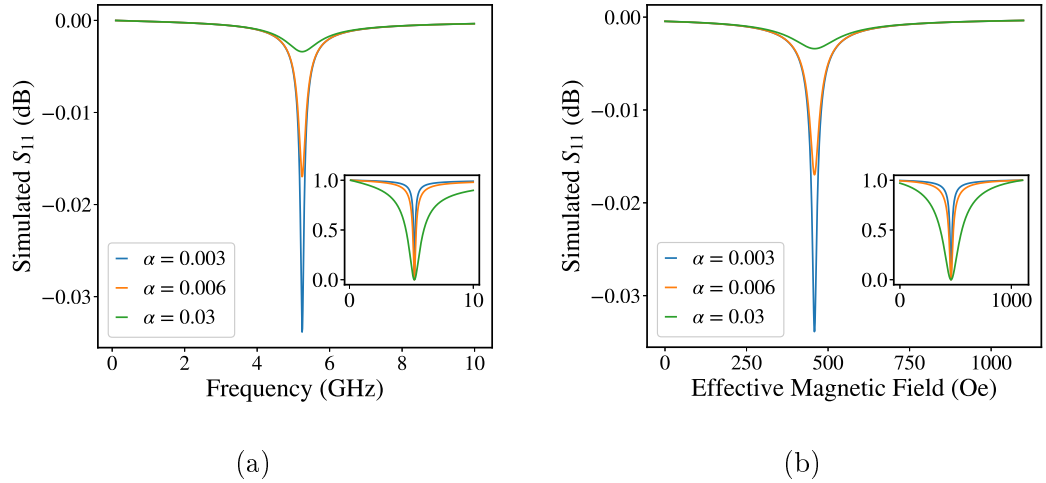 0.00
−0.01
−0.02
−0.03
Simulated S₁₁ (dB)
0 2 4 6 8 10
Frequency (GHz)
α = 0.003
α = 0.006
α = 0.03
1.0
0.5
0.0
0 10
(a)
0.00
−0.01
−0.02
−0.03
Simulated S₁₁ (dB)
0 250 500 750 1000
Effective Magnetic Field (Oe)
α = 0.003
α = 0.006
α = 0.03
1.0
0.5
0.0
0 1000
(b)